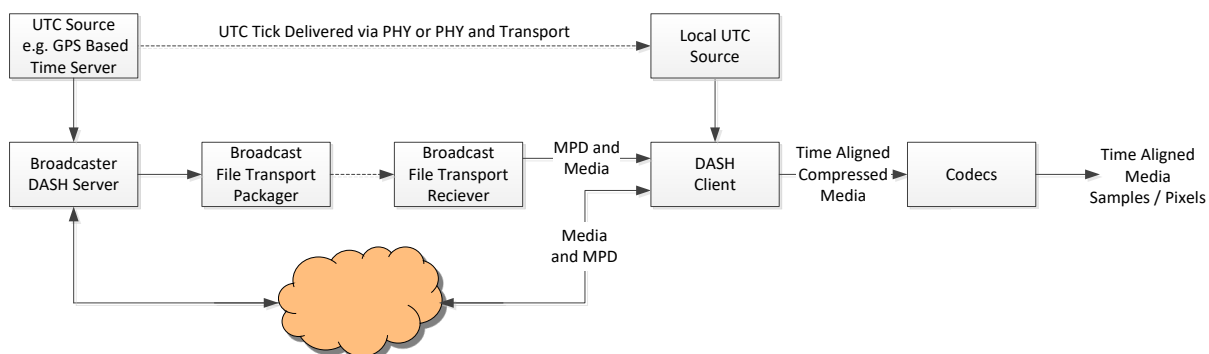 UTC Source
e.g. GPS Based
Time Server
UTC Tick Delivered via PHY or PHY and Transport
Local UTC
Source
Broadcaster
DASH Server
Broadcast
File Transport
Packager
Broadcast
File Transport
Reciever
MPD and
Media
DASH
Client
Time Aligned
Compressed
Media
Codecs
Time Aligned
Media
Samples / Pixels
Media
and MPD